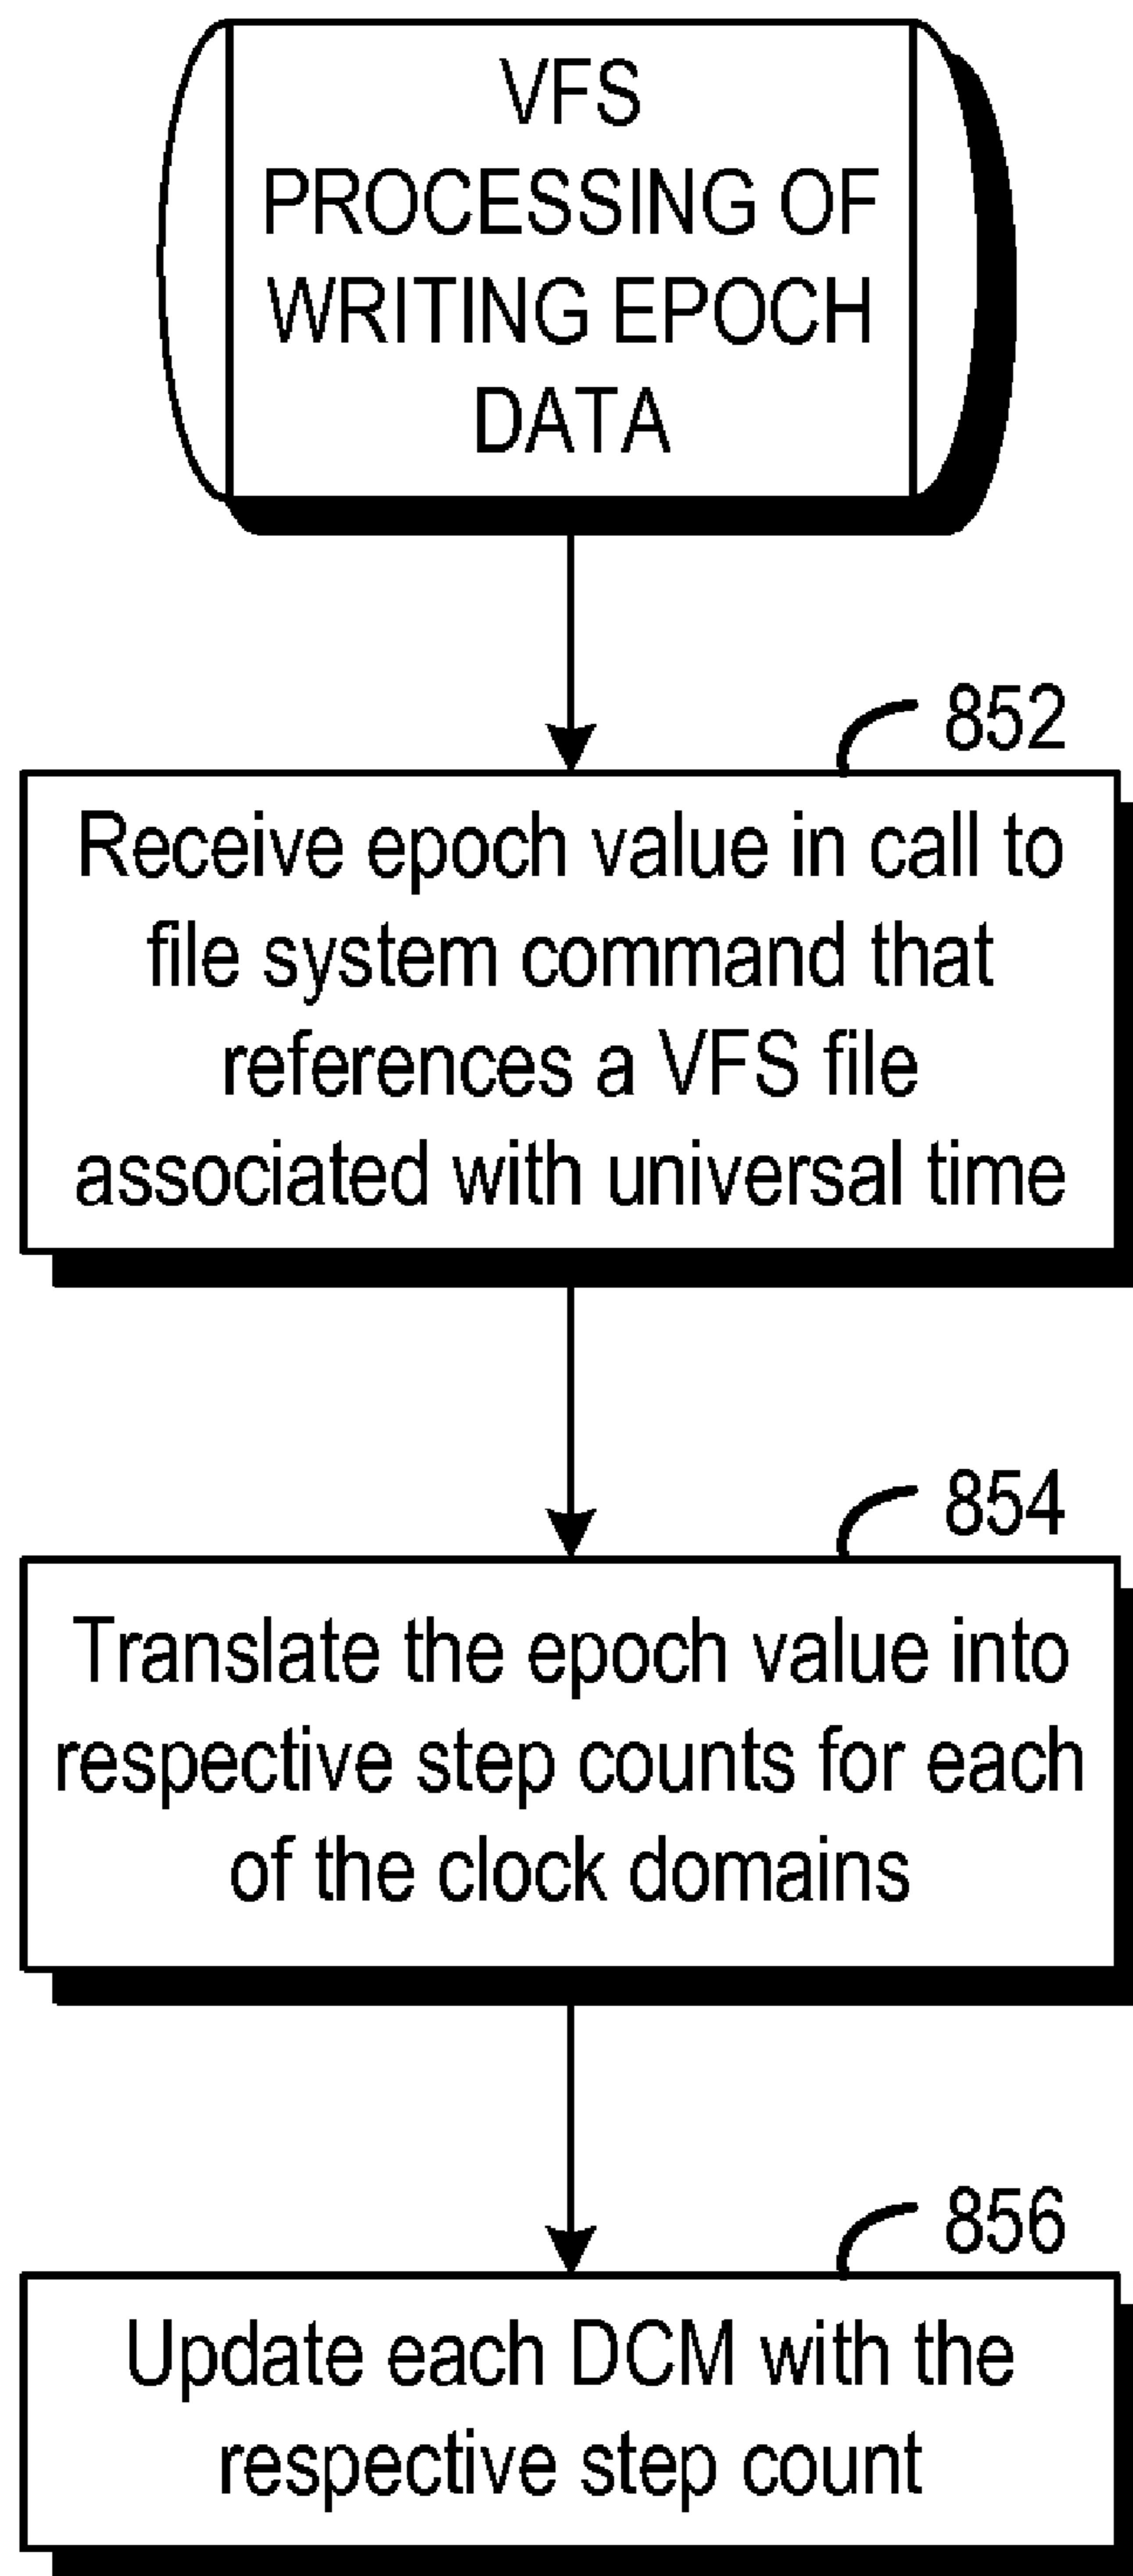 VFS
PROCESSING OF
WRITING EPOCH
DATA
852
Receive epoch value in call to
file system command that
references a VFS file
associated with universal time
854
Translate the epoch value into
respective step counts for each
of the clock domains
856
Update each DCM with the
respective step count